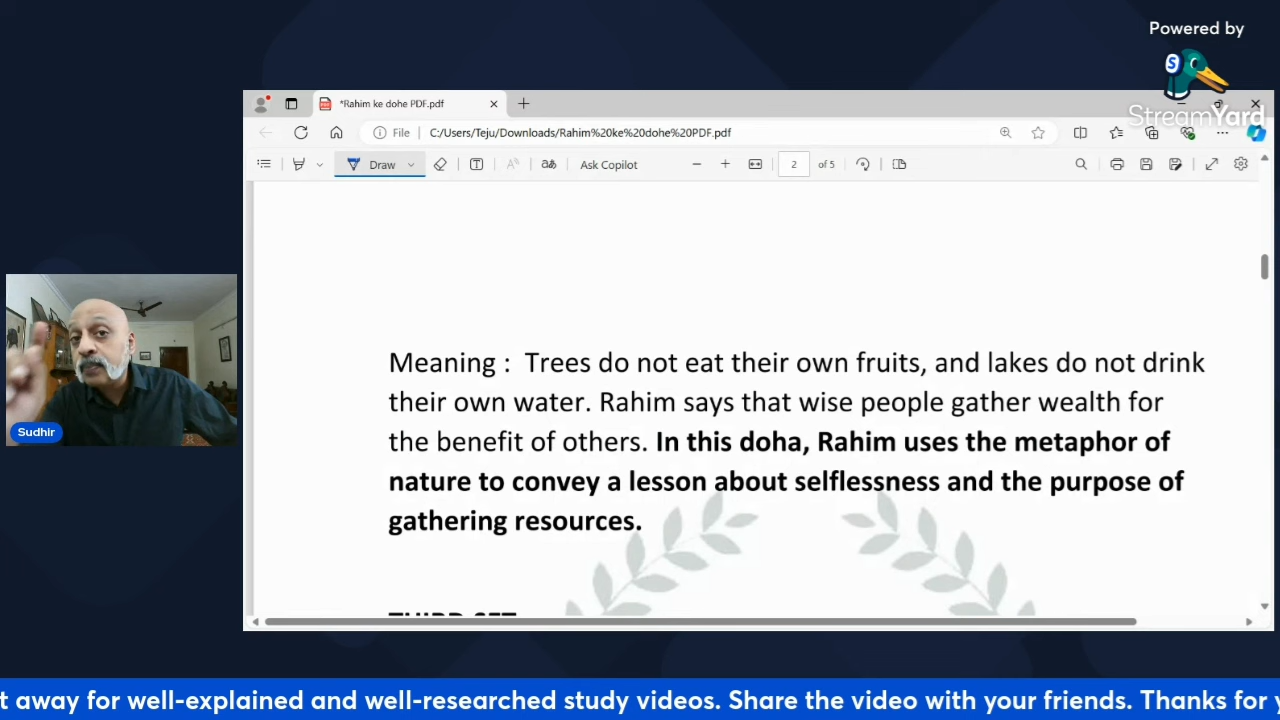 Powered by
StreamYard
*Rahim ke dohe PDF.pdf
File
C:/Users/Teju/Downloads/Rahim%20ke%20dohe%20PDF.pdf
Draw
Ask Copilot
2
of 5
Meaning : Trees do not eat their own fruits, and lakes do not drink
their own water. Rahim says that wise people gather wealth for
the benefit of others. In this doha, Rahim uses the metaphor of
nature to convey a lesson about selflessness and the purpose of
gathering resources.
THIRD SET
Sudhir
t away for well-explained and well-researched study videos. Share the video with your friends. Thanks for